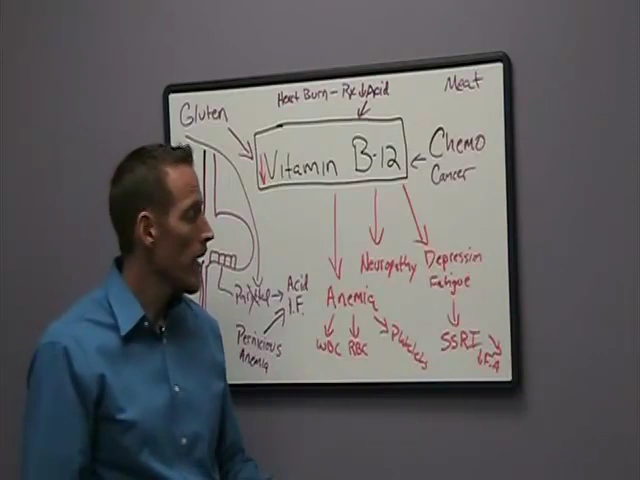 Heart Burn - Rx ↓ Acid
Meat
Gluten
↓ Vitamin B-12
Chemo
Cancer
Neuropathy
Depression
Fatigue
Parietal → Acid
I.F.
Anemia
Pernicious
Anemia
WBC RBC
Platelets
SSRI